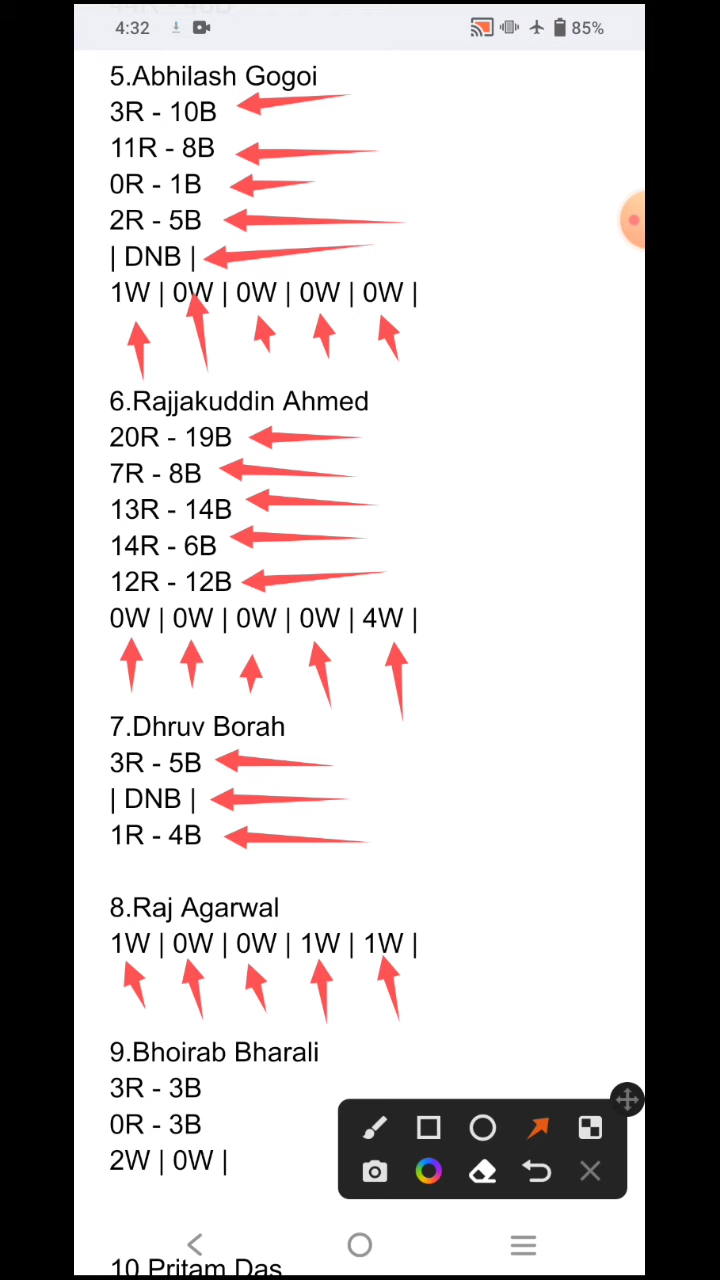 4:32
85%
5.Abhilash Gogoi
3R - 10B
11R - 8B
0R - 1B
2R - 5B
| DNB |
1W | 0W | 0W | 0W | 0W |
6.Rajjakuddin Ahmed
20R - 19B
7R - 8B
13R - 14B
14R - 6B
12R - 12B
0W | 0W | 0W | 0W | 4W |
7.Dhruv Borah
3R - 5B
| DNB |
1R - 4B
8.Raj Agarwal
1W | 0W | 0W | 1W | 1W |
9.Bhoirab Bharali
3R - 3B
0R - 3B
2W | 0W |
10 Pritam Das